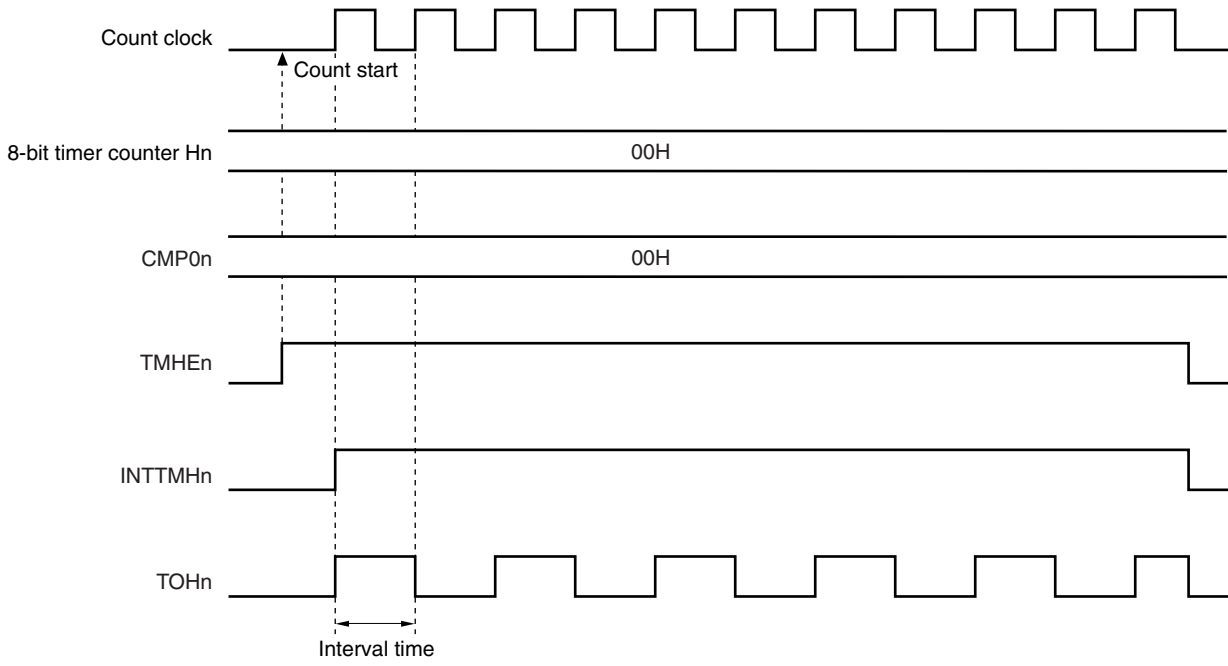 Count clock
Count start
8-bit timer counter Hn
00H
CMP0n
00H
TMHEn
INTTMHn
TOHn
Interval time